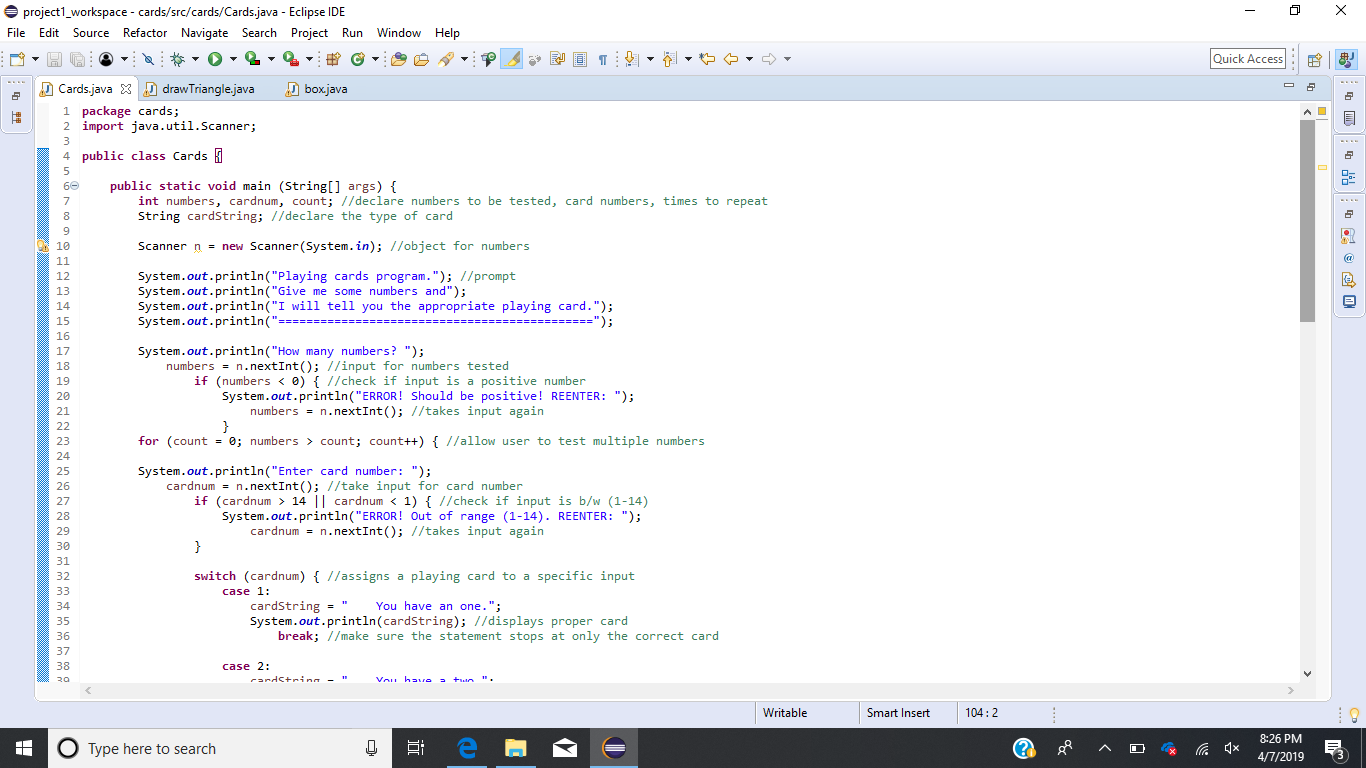 project1_workspace - cards/src/cards/Cards.java - Eclipse IDE
File Edit Source Refactor Navigate Search Project Run Window Help
Quick Access
Cards.java drawTriangle.java box.java
1 package cards;
2 import java.util.Scanner;
3
4 public class Cards {
5
6 public static void main (String[] args) {
7 int numbers, cardnum, count; //declare numbers to be tested, card numbers, times to repeat
8 String cardString; //declare the type of card
9
10 Scanner n = new Scanner(System.in); //object for numbers
11
12 System.out.println("Playing cards program."); //prompt
13 System.out.println("Give me some numbers and");
14 System.out.println("I will tell you the appropriate playing card.");
15 System.out.println("=============================================");
16
17 System.out.println("How many numbers? ");
18 numbers = n.nextInt(); //input for numbers tested
19 if (numbers < 0) { //check if input is a positive number
20 System.out.println("ERROR! Should be positive! REENTER: ");
21 numbers = n.nextInt(); //takes input again
22 }
23 for (count = 0; numbers > count; count++) { //allow user to test multiple numbers
24
25 System.out.println("Enter card number: ");
26 cardnum = n.nextInt(); //take input for card number
27 if (cardnum > 14 || cardnum < 1) { //check if input is b/w (1-14)
28 System.out.println("ERROR! Out of range (1-14). REENTER: ");
29 cardnum = n.nextInt(); //takes input again
30 }
31
32 switch (cardnum) { //assigns a playing card to a specific input
33 case 1:
34 cardString = "    You have an one.";
35 System.out.println(cardString); //displays proper card
36 break; //make sure the statement stops at only the correct card
37
38 case 2:
39 cardString = "    You have a two.";
Writable Smart Insert 104 : 2
Type here to search
8:26 PM
4/7/2019
3